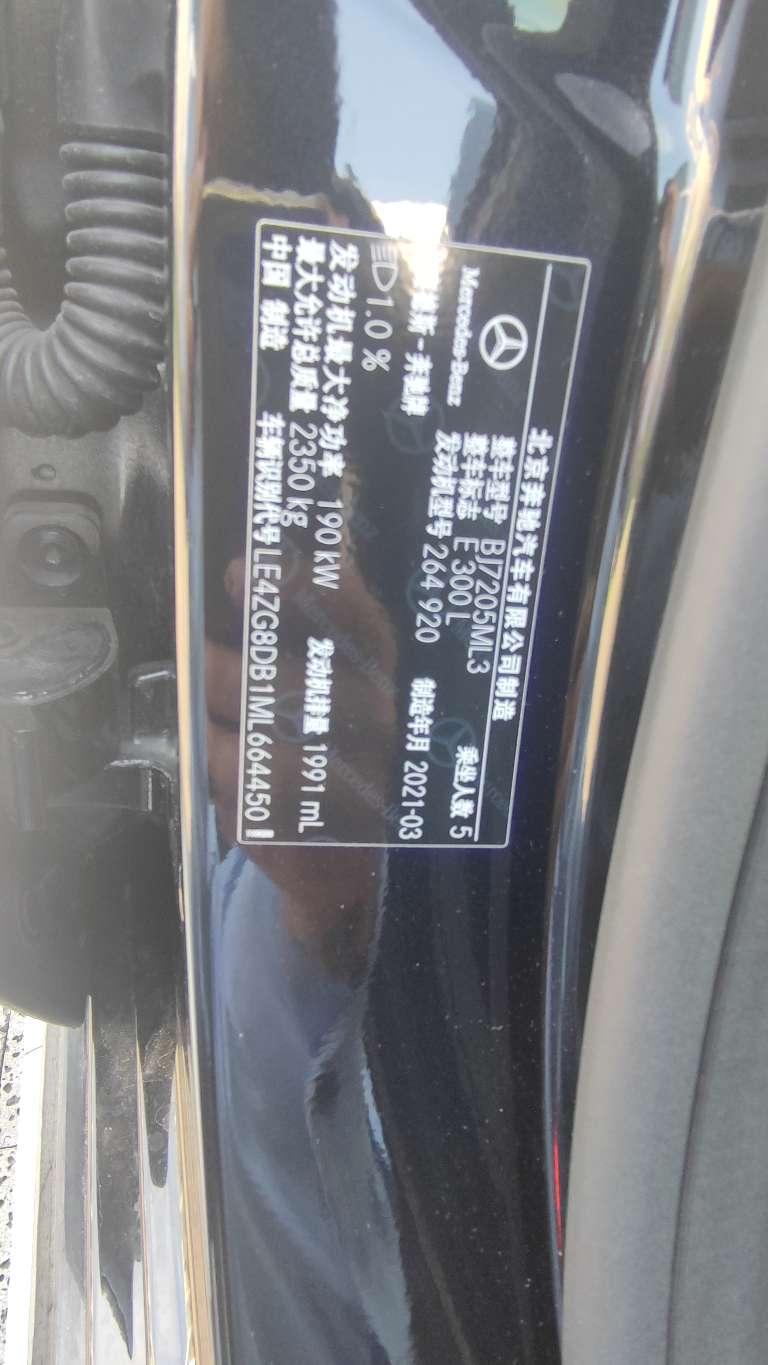 北京奔驰汽车有限公司制造
Mercedes-Benz
整车型号 BJ7205ML3
整车标志 E 300 L
乘坐人数 5
斯-奔驰牌
发动机型号 264 920
制造年月 2021-03
1.0 %
发动机最大净功率 190 kW
发动机排量 1991 mL
最大允许总质量 2350 kg
中国 制造
车辆识别代号 LE4ZG8DB1ML664450